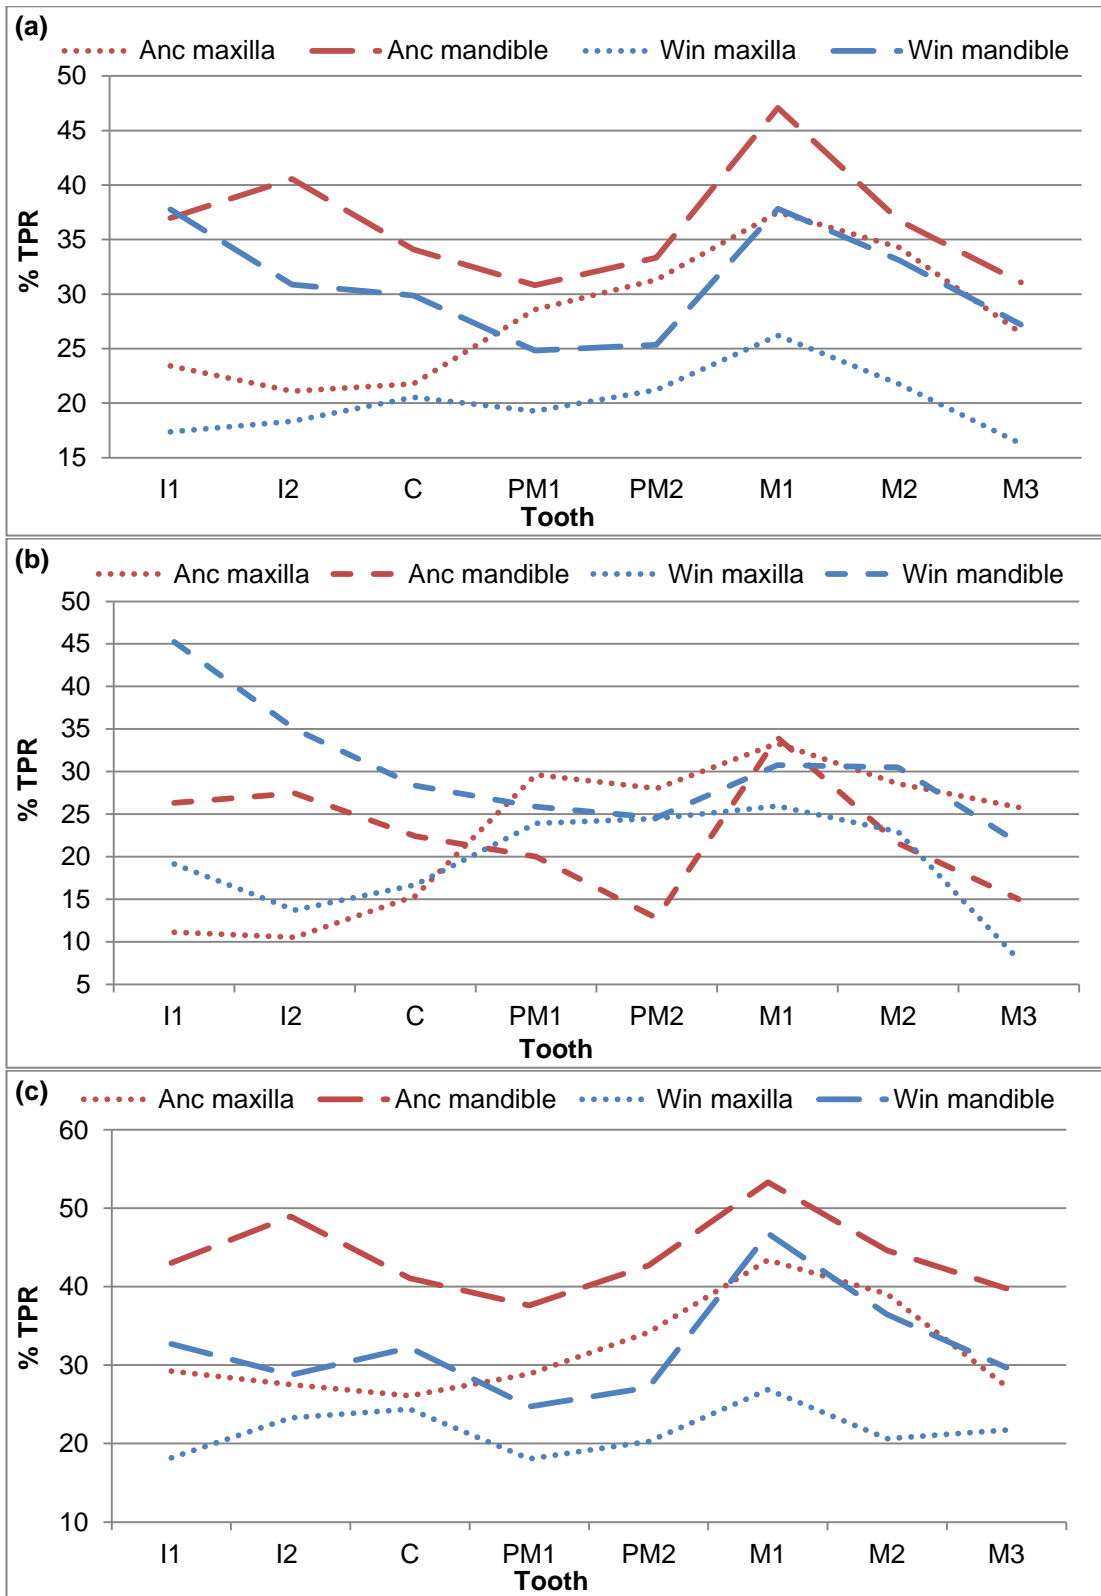 (a)
Anc maxilla Anc mandible Win maxilla Win mandible
50
45
40
35
30
25
20
15
% TPR
I1 I2 C PM1 PM2 M1 M2 M3
Tooth
(b)
Anc maxilla Anc mandible Win maxilla Win mandible
50
45
40
35
30
25
20
15
10
5
% TPR
I1 I2 C PM1 PM2 M1 M2 M3
Tooth
(c)
Anc maxilla Anc mandible Win maxilla Win mandible
60
50
40
30
20
10
% TPR
I1 I2 C PM1 PM2 M1 M2 M3
Tooth